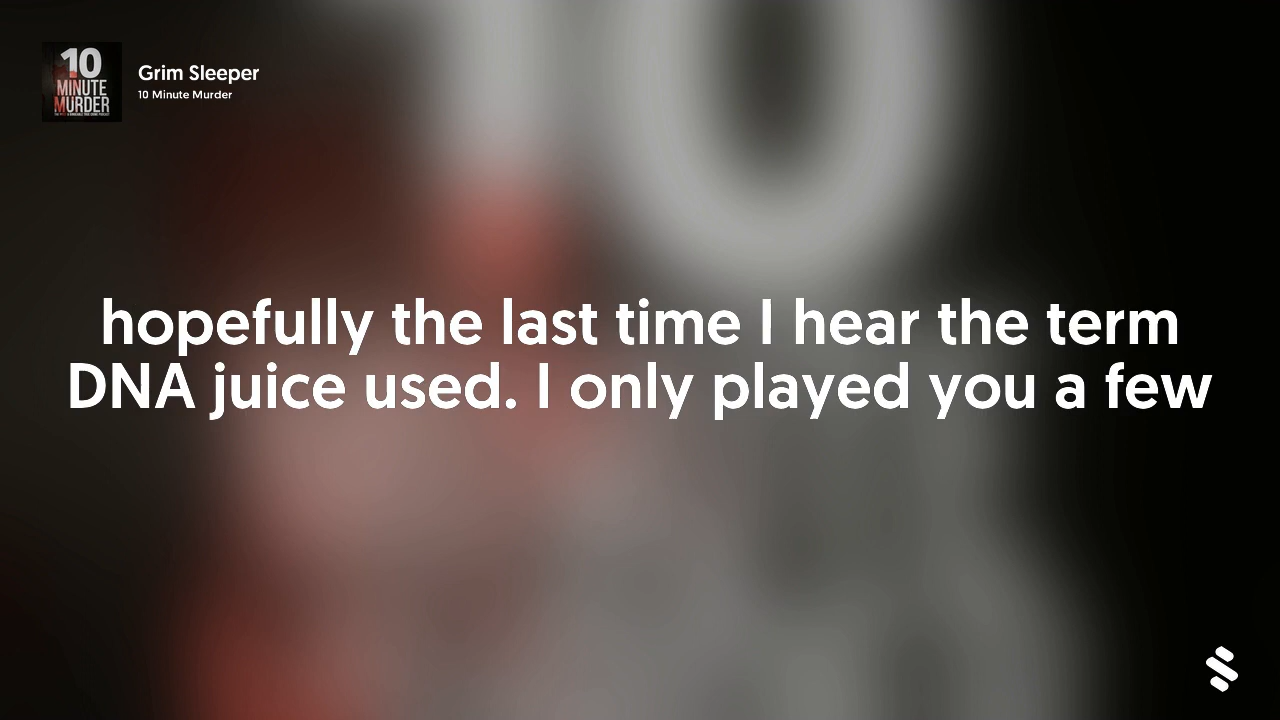 10
MINUTE
MURDER
Grim Sleeper
10 Minute Murder
hopefully the last time I hear the term
DNA juice used. I only played you a few